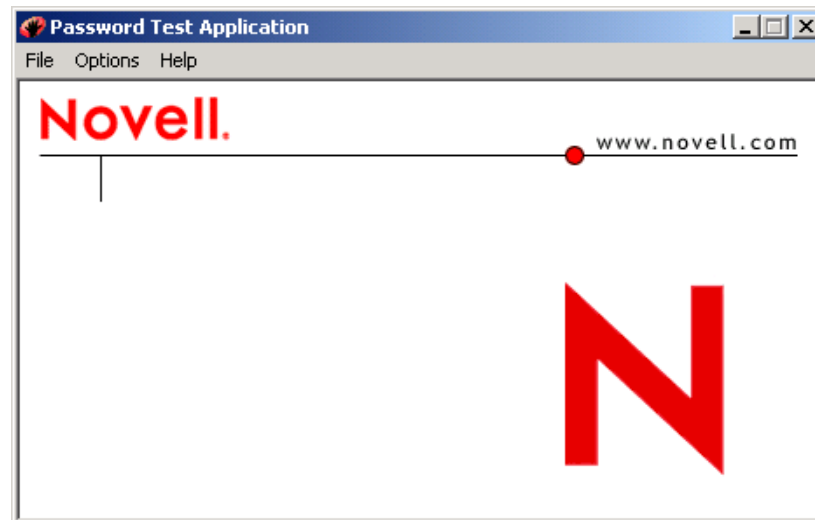 Password Test Application
File Options Help
Novell.
www.novell.com
N